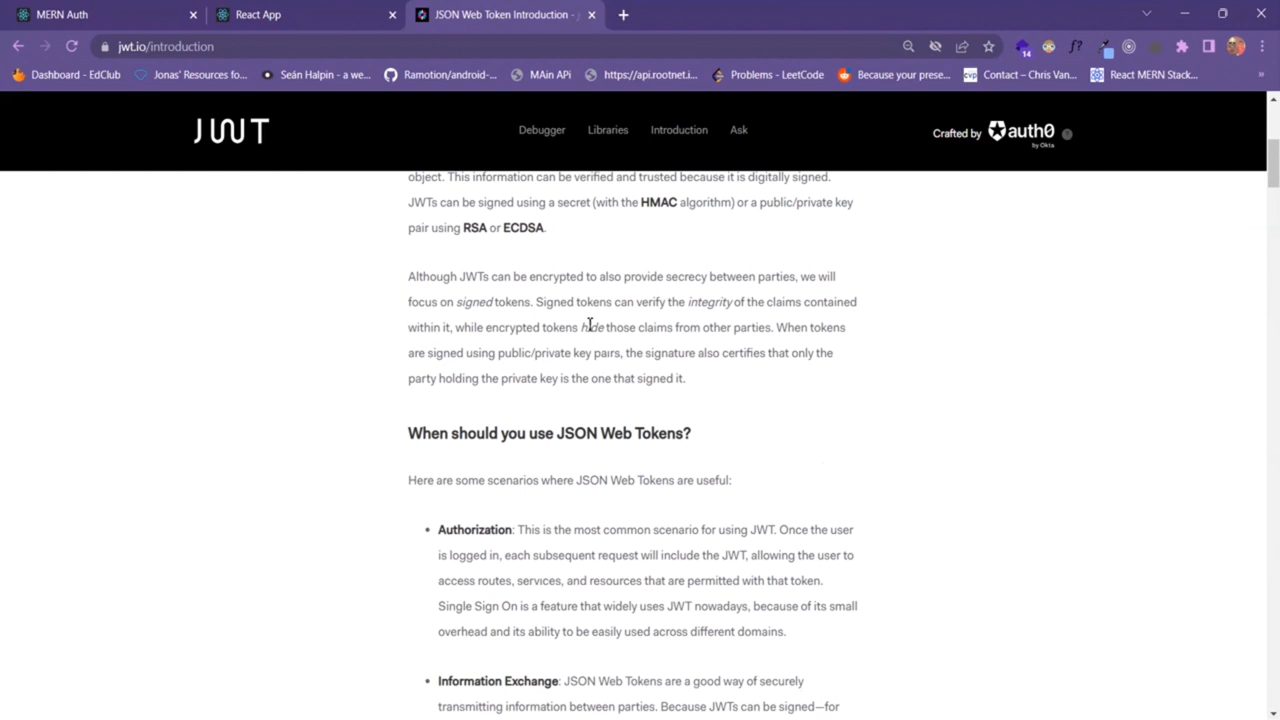 MERN Auth
React App
JSON Web Token Introduction - j
jwt.io/introduction
14
f?
Dashboard - EdClub
Jonas' Resources fo...
Seán Halpin - a we...
Ramotion/android-...
MAin API
https://api.rootnet.i...
Problems - LeetCode
Because your prese...
cvp
Contact – Chris Van...
React MERN Stack...
»
JWT
Debugger
Libraries
Introduction
Ask
Crafted by auth0
by Okta
object. This information can be verified and trusted because it is digitally signed.
JWTs can be signed using a secret (with the HMAC algorithm) or a public/private key
pair using RSA or ECDSA.
Although JWTs can be encrypted to also provide secrecy between parties, we will
focus on signed tokens. Signed tokens can verify the integrity of the claims contained
within it, while encrypted tokens hide those claims from other parties. When tokens
are signed using public/private key pairs, the signature also certifies that only the
party holding the private key is the one that signed it.
When should you use JSON Web Tokens?
Here are some scenarios where JSON Web Tokens are useful:
• Authorization: This is the most common scenario for using JWT. Once the user
is logged in, each subsequent request will include the JWT, allowing the user to
access routes, services, and resources that are permitted with that token.
Single Sign On is a feature that widely uses JWT nowadays, because of its small
overhead and its ability to be easily used across different domains.
• Information Exchange: JSON Web Tokens are a good way of securely
transmitting information between parties. Because JWTs can be signed—for